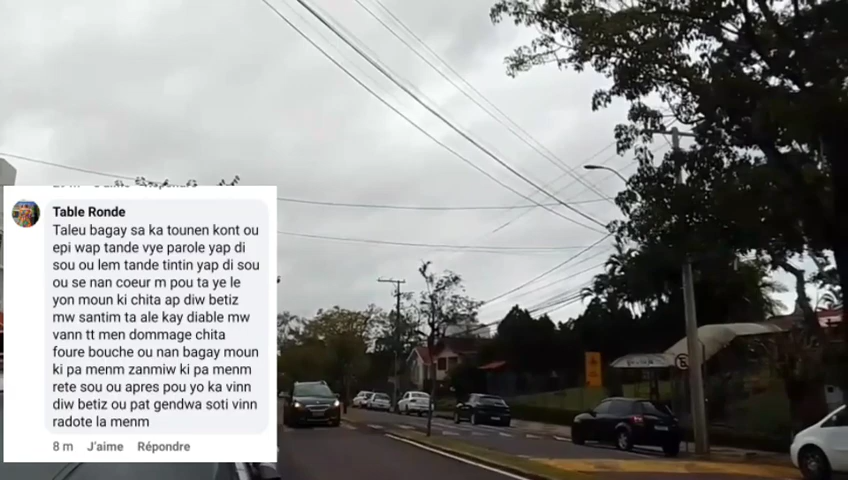 Table Ronde
Taleu bagay sa ka tounen kont ou
epi wap tande vye parole yap di
sou ou lem tande tintin yap di sou
ou se nan coeur m pou ta ye le
yon moun ki chita ap diw betiz
mw santim ta ale kay diable mw
vann tt men dommage chita
foure bouche ou nan bagay moun
ki pa menm zanmiw ki pa menm
rete sou ou apres pou yo ka vinn
diw betiz ou pat gendwa soti vinn
radote la menm
8 m J'aime Répondre